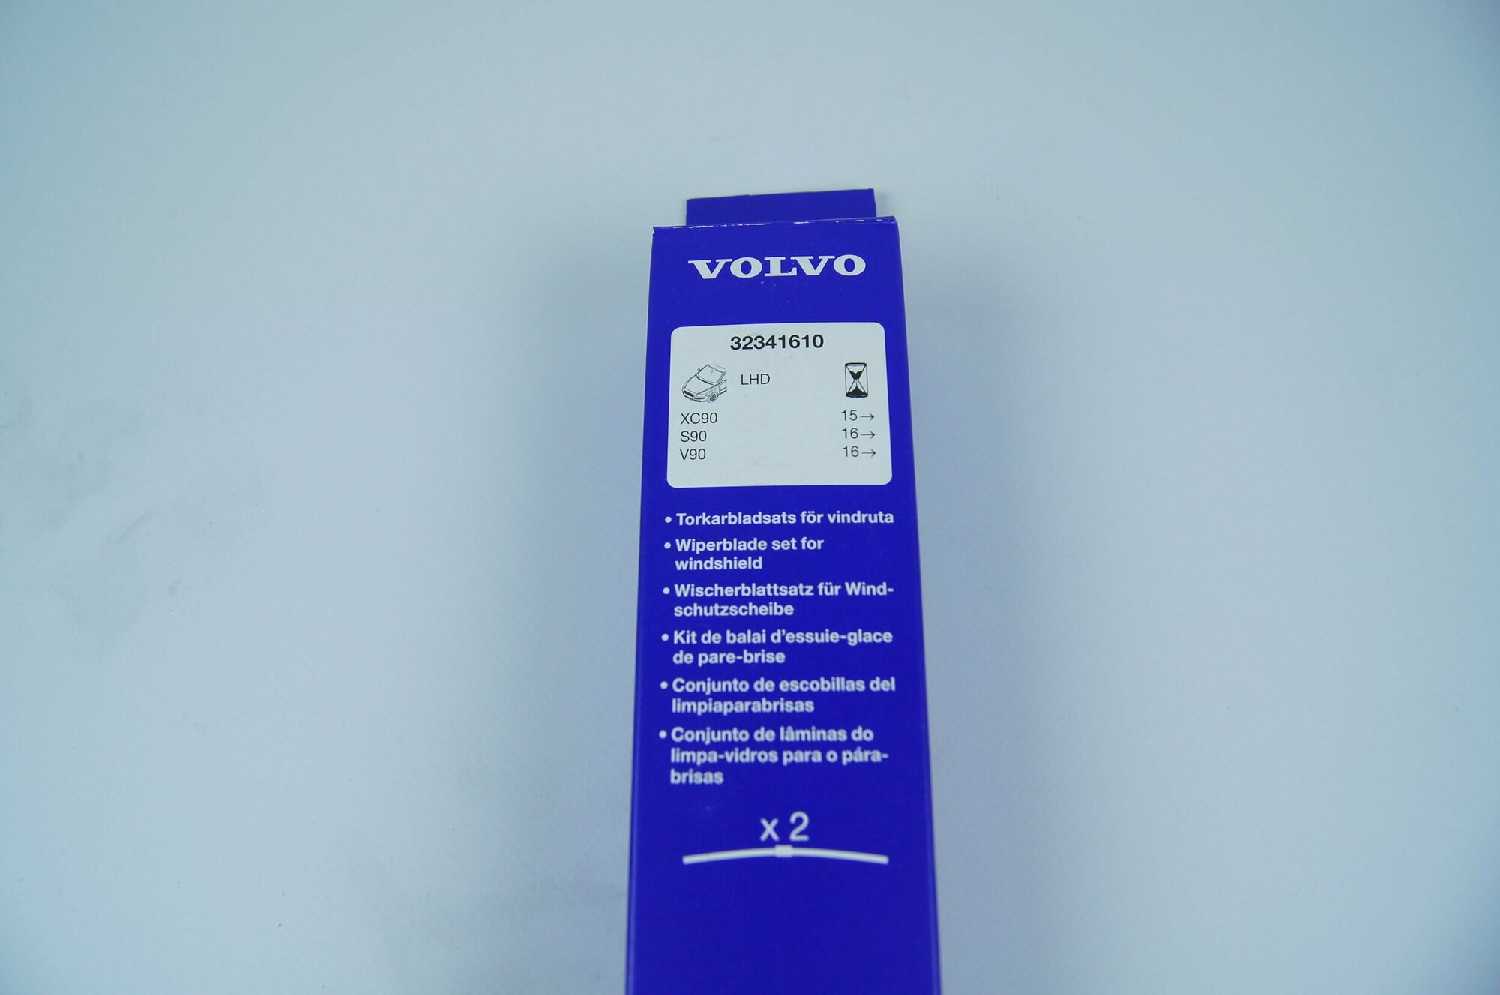 VOLVO
32341610
LHD
XC90 15→
S90 16→
V90 16→
• Torkarbladsats för vindruta
• Wiperblade set for
windshield
• Wischerblattsatz für Wind-
schutzscheibe
• Kit de balai d'essuie-glace
de pare-brise
• Conjunto de escobillas del
limpiaparabrisas
• Conjunto de lâminas do
limpa-vidros para o pára-
brisas
x 2